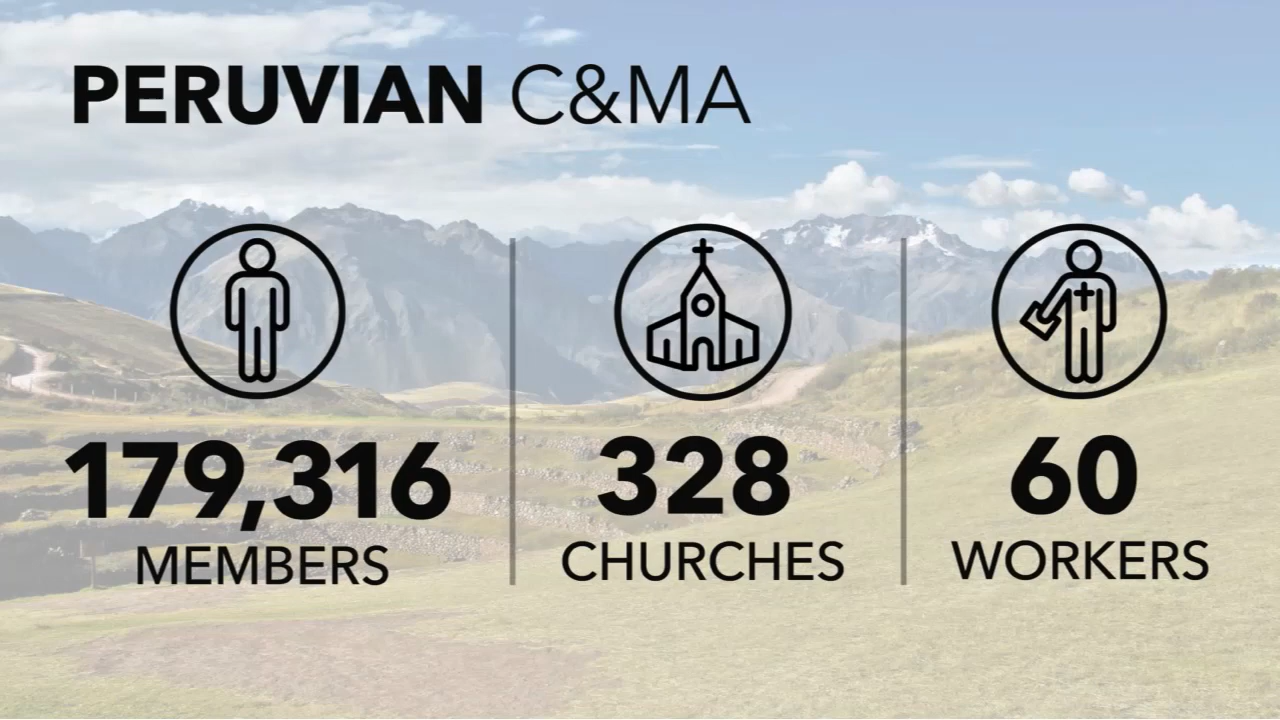 PERUVIAN C&MA
179,316
MEMBERS
328
CHURCHES
60
WORKERS